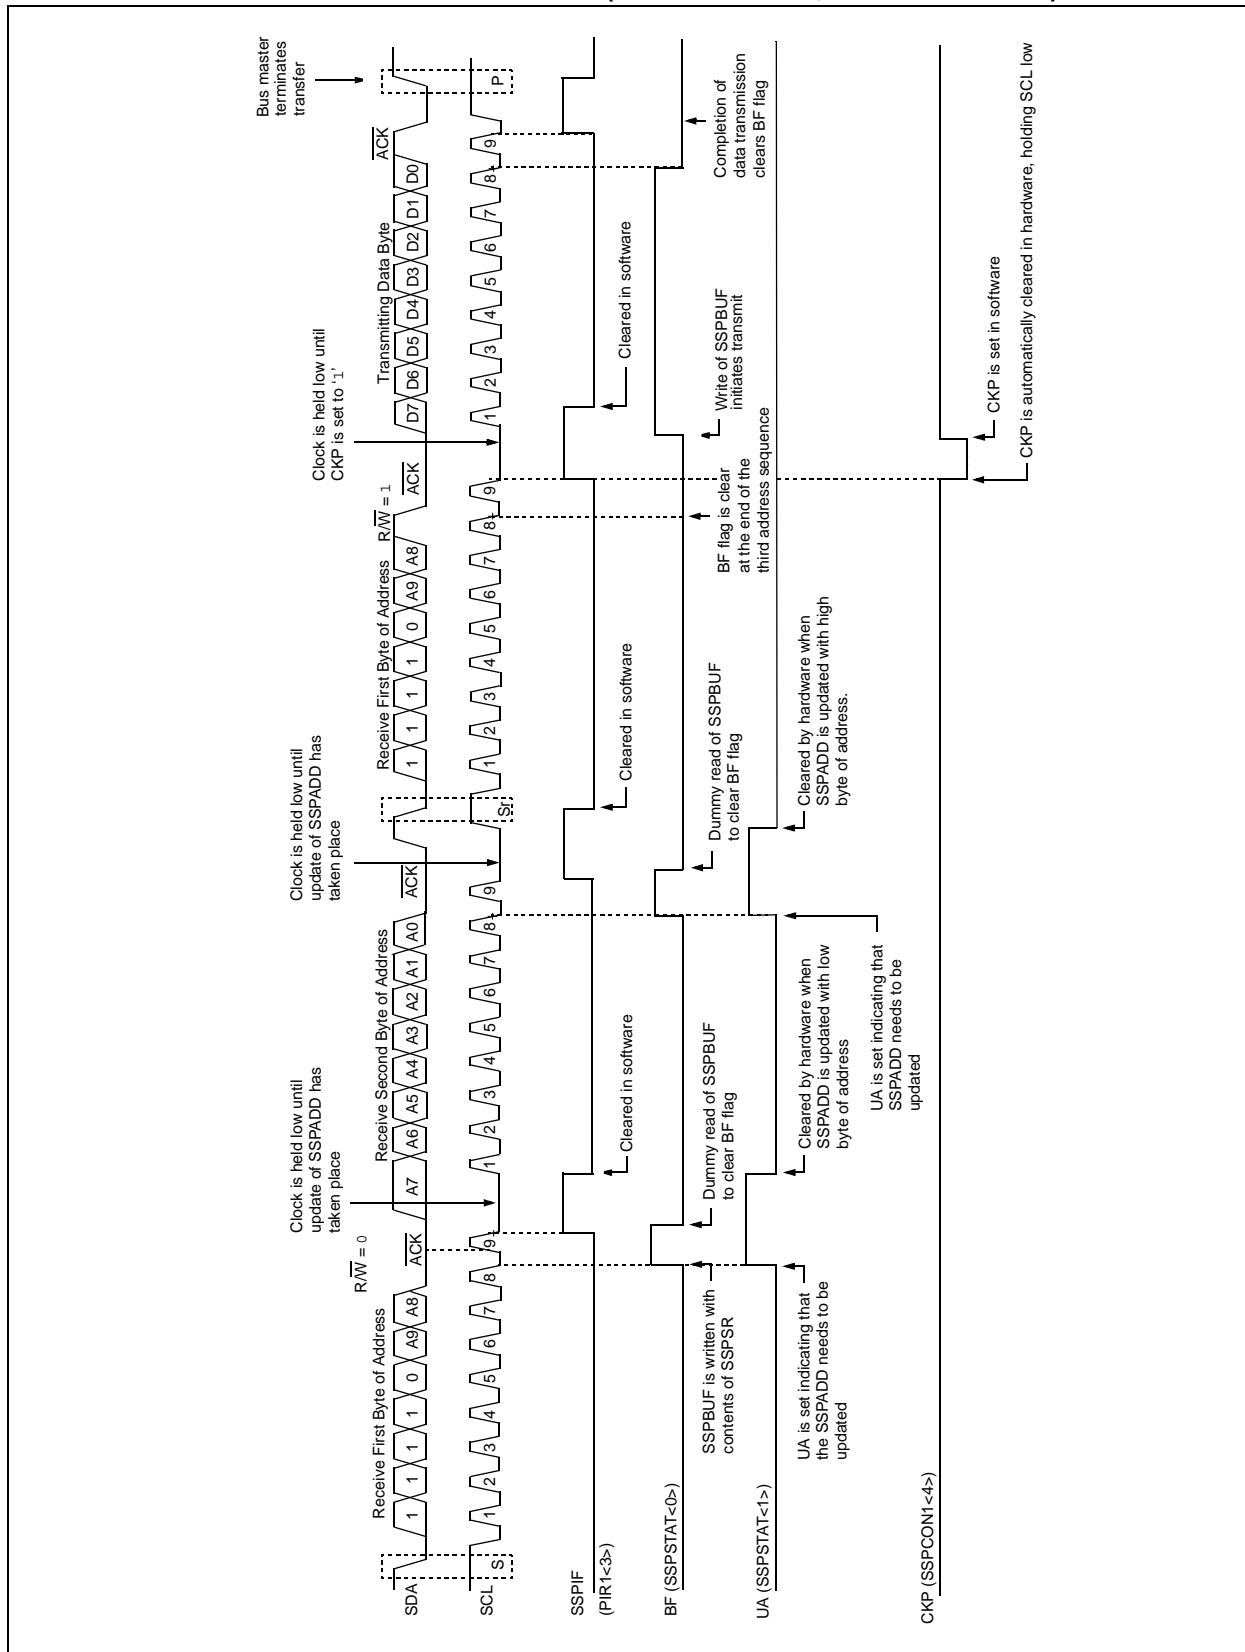 R/W̅ = 0
Clock is held low until
update of SSPADD has
taken place
Clock is held low until
update of SSPADD has
taken place
R/W̅ = 1
Clock is held low until
CKP is set to ‘1’
Bus master
terminates
transfer
Receive First Byte of Address
A̅C̅K̅
Receive Second Byte of Address
A̅C̅K̅
Receive First Byte of Address
A̅C̅K̅
Transmitting Data Byte
A̅C̅K̅
SDA
1 1 1 1 0 A9 A8 A7 A6 A5 A4 A3 A2 A1 A0 1 1 1 1 0 A9 A8 D7 D6 D5 D4 D3 D2 D1 D0
SCL
S 1 2 3 4 5 6 7 8 9 1 2 3 4 5 6 7 8 9 Sr 1 2 3 4 5 6 7 8 9 1 2 3 4 5 6 7 8 9 P
SSPIF
(PIR1<3>)
Cleared in software
Cleared in software
Cleared in software
BF (SSPSTAT<0>)
SSPBUF is written with
contents of SSPSR
Dummy read of SSPBUF
to clear BF flag
Dummy read of SSPBUF
to clear BF flag
BF flag is clear
at the end of the
third address sequence
Write of SSPBUF
initiates transmit
Completion of
data transmission
clears BF flag
UA (SSPSTAT<1>)
UA is set indicating that
the SSPADD needs to be
updated
Cleared by hardware when
SSPADD is updated with low
byte of address
UA is set indicating that
SSPADD needs to be
updated
Cleared by hardware when
SSPADD is updated with high
byte of address.
CKP (SSPCON1<4>)
CKP is set in software
CKP is automatically cleared in hardware, holding SCL low